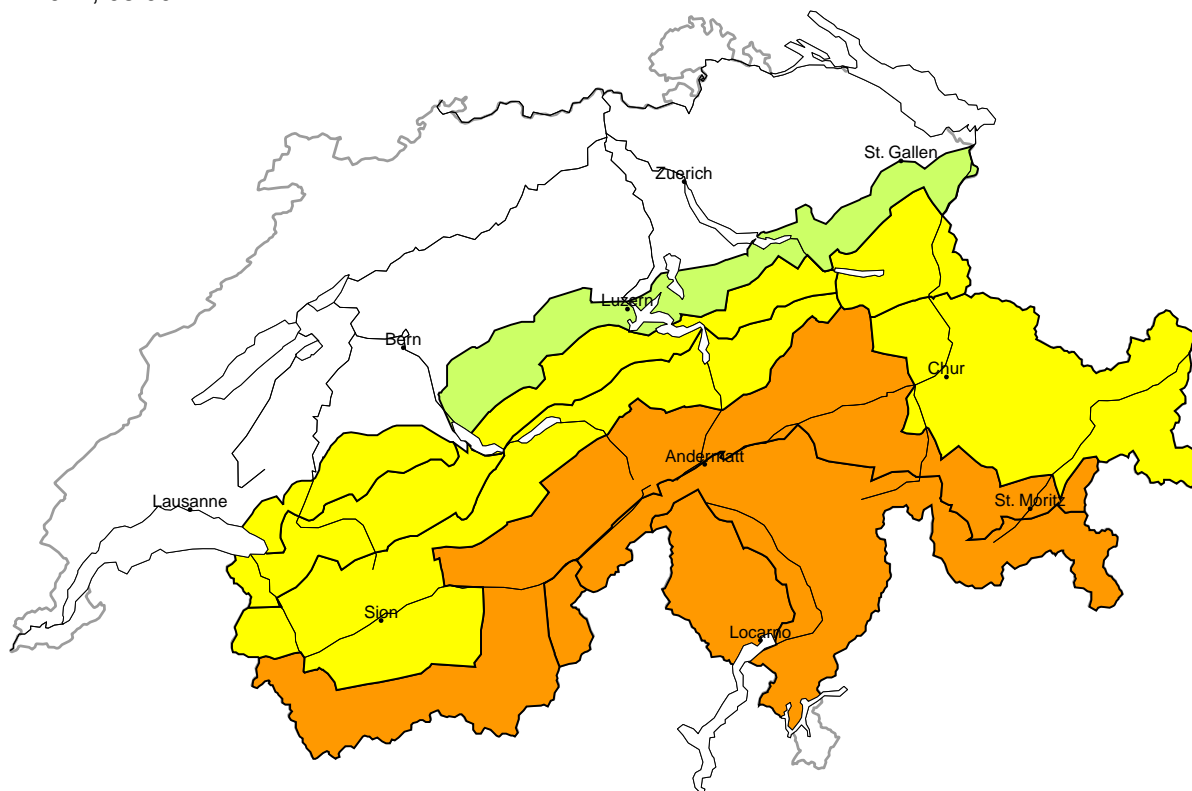 St. Gallen
Zuerich
Luzern
Bern
Chur
Andermatt
Lausanne
St. Moritz
Sion
Locarno